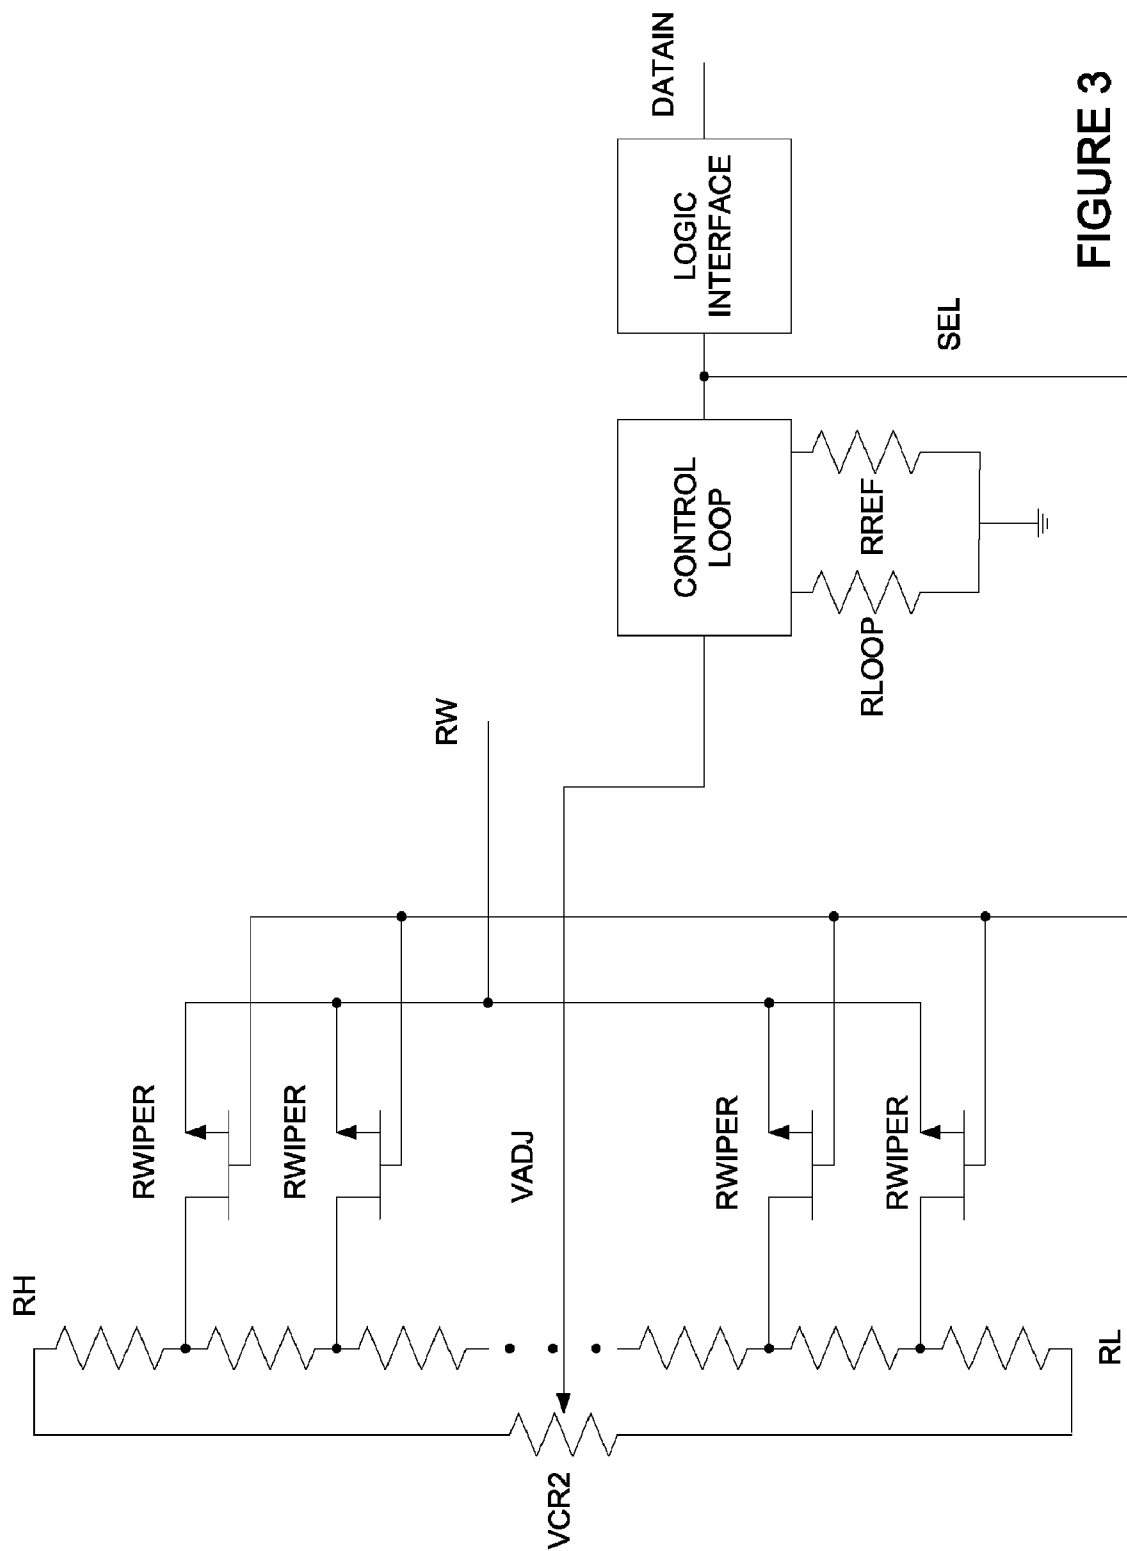 RH
RWIPER
RWIPER
VADJ
RWIPER
RWIPER
RL
VCR2
RW
CONTROL
LOOP
RLOOP
RREF
LOGIC
INTERFACE
DATAIN
SEL
FIGURE 3